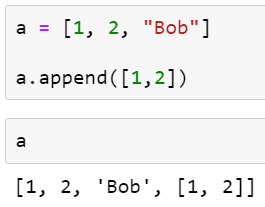 a = [1, 2, "Bob"]
a.append([1,2])
a
[1, 2, 'Bob', [1, 2]]